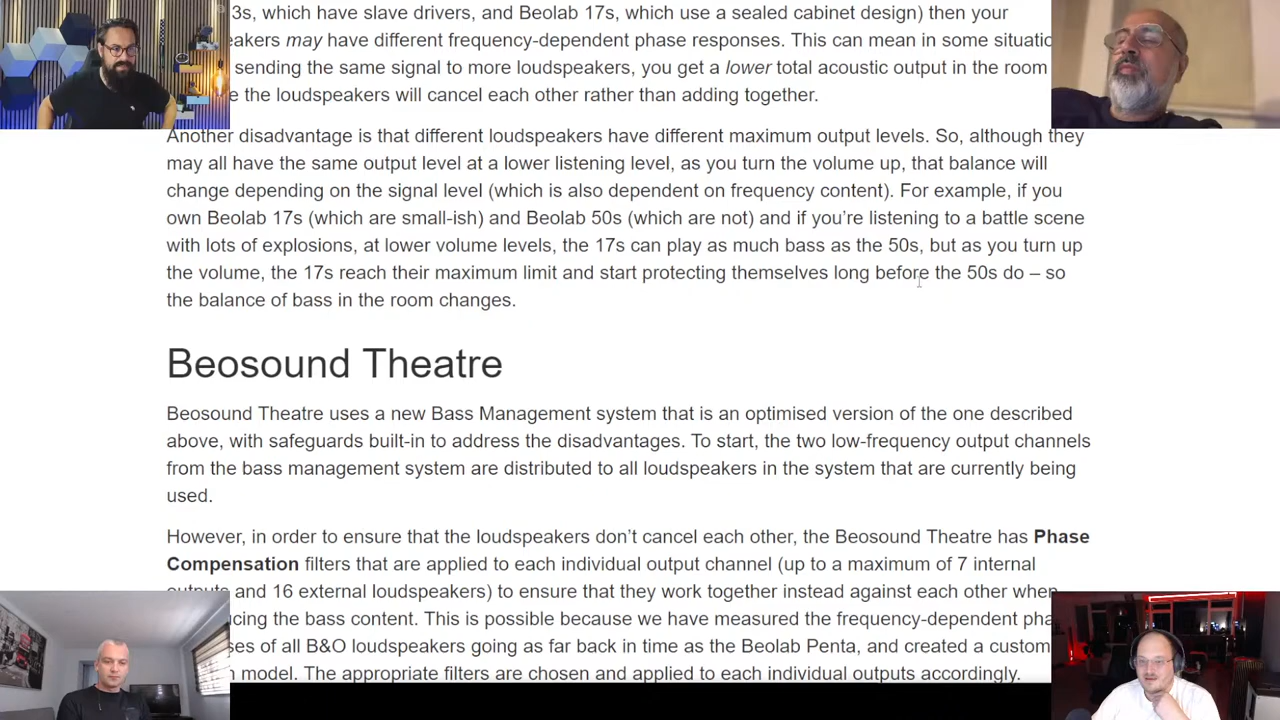 3s, which have slave drivers, and Beolab 17s, which use a sealed cabinet design) then your
eakers may have different frequency-dependent phase responses. This can mean in some situatio
sending the same signal to more loudspeakers, you get a lower total acoustic output in the room
e the loudspeakers will cancel each other rather than adding together.
Another disadvantage is that different loudspeakers have different maximum output levels. So, although they
may all have the same output level at a lower listening level, as you turn the volume up, that balance will
change depending on the signal level (which is also dependent on frequency content). For example, if you
own Beolab 17s (which are small-ish) and Beolab 50s (which are not) and if you’re listening to a battle scene
with lots of explosions, at lower volume levels, the 17s can play as much bass as the 50s, but as you turn up
the volume, the 17s reach their maximum limit and start protecting themselves long before the 50s do – so
the balance of bass in the room changes.
Beosound Theatre
Beosound Theatre uses a new Bass Management system that is an optimised version of the one described
above, with safeguards built-in to address the disadvantages. To start, the two low-frequency output channels
from the bass management system are distributed to all loudspeakers in the system that are currently being
used.
However, in order to ensure that the loudspeakers don’t cancel each other, the Beosound Theatre has Phase
Compensation filters that are applied to each individual output channel (up to a maximum of 7 internal
outputs and 16 external loudspeakers) to ensure that they work together instead against each other when
ucing the bass content. This is possible because we have measured the frequency-dependent pha
ses of all B&O loudspeakers going as far back in time as the Beolab Penta, and created a custom
model. The appropriate filters are chosen and applied to each individual outputs accordingly.